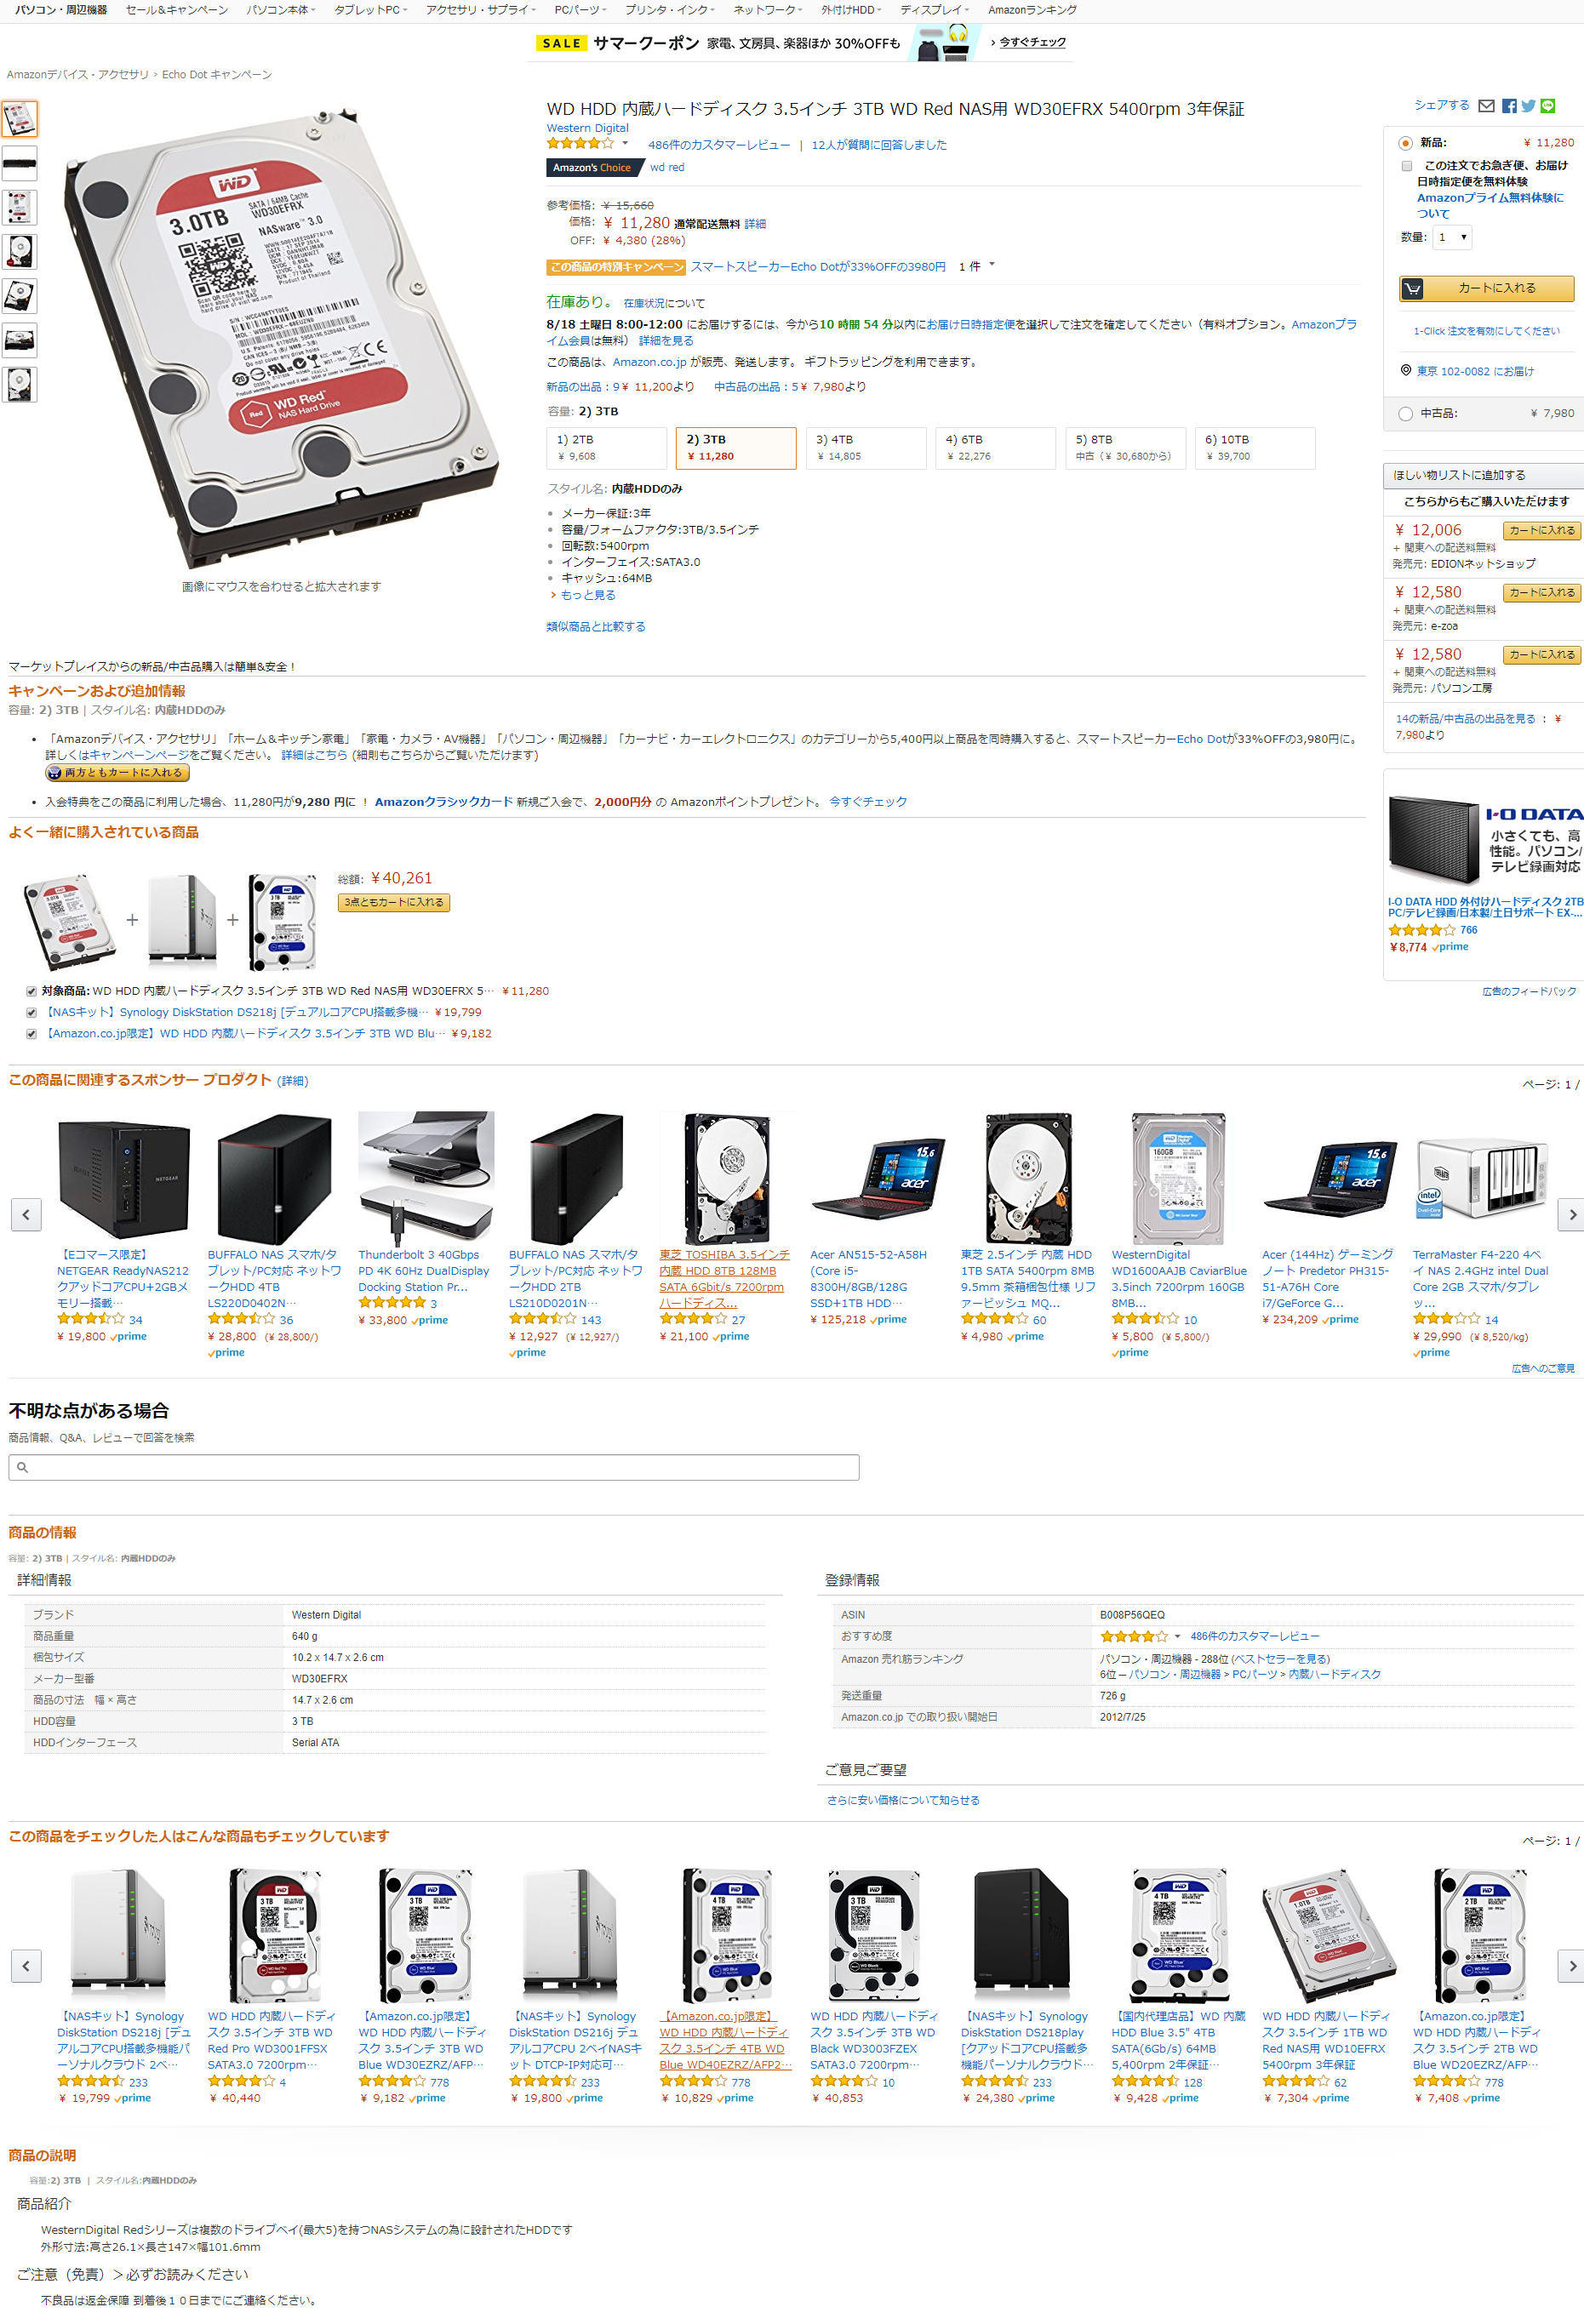 パソコン・周辺機器 セール＆キャンペーン パソコン本体 タブレットPC アクセサリ・サプライ PCパーツ プリンタ・インク ネットワーク 外付けHDD ディスプレイ Amazonランキング
SALE サマークーポン 家電、文房具、楽器ほか 30%OFFも › 今すぐチェック
Amazonデバイス・アクセサリ › Echo Dot キャンペーン
WD HDD 内蔵ハードディスク 3.5インチ 3TB WD Red NAS用 WD30EFRX 5400rpm 3年保証
Western Digital
486件のカスタマーレビュー | 12人が質問に回答しました
Amazon's Choice wd red
参考価格: ￥ 15,660
価格: ￥ 11,280 通常配送無料 詳細
OFF: ￥ 4,380 (28%)
この商品の特別キャンペーン スマートスピーカーEcho Dotが33%OFFの3980円 1 件
在庫あり。 在庫状況について
8/18 土曜日 8:00-12:00 にお届けするには、今から10 時間 54 分以内にお届け日時指定便を選択して注文を確定してください（有料オプション。Amazonプラ
イム会員は無料） 詳細を見る
この商品は、Amazon.co.jp が販売、発送します。 ギフトラッピングを利用できます。
新品の出品：9￥ 11,200より 中古品の出品：5￥ 7,980より
容量: 2) 3TB
1) 2TB
￥ 9,608
2) 3TB
￥ 11,280
3) 4TB
￥ 14,805
4) 6TB
￥ 22,276
5) 8TB
中古（￥ 30,680から）
6) 10TB
￥ 39,700
スタイル名: 内蔵HDDのみ
メーカー保証:3年
容量/フォームファクタ:3TB/3.5インチ
回転数:5400rpm
インターフェイス:SATA3.0
キャッシュ:64MB
› もっと見る
類似商品と比較する
WD
3.0TB
SATA / 64MB Cache
WD30EFRX
NASware™ 3.0
WD Red™
NAS Hard Drive
Red
画像にマウスを合わせると拡大されます
シェアする
新品: ￥ 11,280
この注文でお急ぎ便、お届け
日時指定便を無料体験
Amazonプライム無料体験に
ついて
数量: 1
カートに入れる
1-Click 注文を有効にしてください
東京 102-0082 にお届け
中古品: ￥ 7,980
ほしい物リストに追加する
こちらからもご購入いただけます
￥ 12,006 カートに入れる
+ 関東への配送料無料
発売元: EDIONネットショップ
￥ 12,580 カートに入れる
+ 関東への配送料無料
発売元: e-zoa
￥ 12,580 カートに入れる
+ 関東への配送料無料
発売元: パソコン工房
14の新品/中古品の出品を見る ： ￥
7,980より
I-O DATA
小さくても、高
性能。パソコン/
テレビ録画対応
I-O DATA HDD 外付けハードディスク 2TB
PC/テレビ録画/日本製/土日サポート EX-...
766
￥8,774 prime
広告のフィードバック
マーケットプレイスからの新品/中古品購入は簡単&安全！
キャンペーンおよび追加情報
容量: 2) 3TB | スタイル名: 内蔵HDDのみ
「Amazonデバイス・アクセサリ」「ホーム＆キッチン家電」「家電・カメラ・AV機器」「パソコン・周辺機器」「カーナビ・カーエレクトロニクス」のカテゴリーから5,400円以上商品を同時購入すると、スマートスピーカーEcho Dotが33%OFFの3,980円に。
詳しくはキャンペーンページをご覧ください。 詳細はこちら (細則もこちらからご覧いただけます)
両方ともカートに入れる
入会特典をこの商品に利用した場合、11,280円が9,280 円に ！ Amazonクラシックカード 新規ご入会で、2,000円分 の Amazonポイントプレゼント。 今すぐチェック
よく一緒に購入されている商品
+ + 総額: ￥40,261
3点ともカートに入れる
対象商品: WD HDD 内蔵ハードディスク 3.5インチ 3TB WD Red NAS用 WD30EFRX 5… ￥11,280
【NASキット】Synology DiskStation DS218j [デュアルコアCPU搭載多機… ￥19,799
【Amazon.co.jp限定】WD HDD 内蔵ハードディスク 3.5インチ 3TB WD Blu… ￥9,182
この商品に関連するスポンサー プロダクト (詳細) ページ: 1 /
【Eコマース限定】
NETGEAR ReadyNAS212
クアッドコアCPU+2GBメ
モリー搭載…
34
￥ 19,800 prime
BUFFALO NAS スマホ/タ
ブレット/PC対応 ネットワ
ークHDD 4TB
LS220D0402N…
36
￥ 28,800 (￥ 28,800/)
prime
Thunderbolt 3 40Gbps
PD 4K 60Hz DualDisplay
Docking Station Pr…
3
￥ 33,800 prime
BUFFALO NAS スマホ/タ
ブレット/PC対応 ネットワ
ークHDD 2TB
LS210D0201N…
143
￥ 12,927 (￥ 12,927/)
prime
東芝 TOSHIBA 3.5インチ
内蔵 HDD 8TB 128MB
SATA 6Gbit/s 7200rpm
ハードディス…
27
￥ 21,100 prime
Acer AN515-52-A58H
(Core i5-
8300H/8GB/128G
SSD+1TB HDD…
￥ 125,218 prime
東芝 2.5インチ 内蔵 HDD
1TB SATA 5400rpm 8MB
9.5mm 茶箱梱包仕様 リフ
ァービッシュ MQ…
60
￥ 4,980 prime
WesternDigital
WD1600AAJB CaviarBlue
3.5inch 7200rpm 160GB
8MB…
10
￥ 5,800 (￥ 5,800/)
prime
Acer (144Hz) ゲーミング
ノート Predetor PH315-
51-A76H Core
i7/GeForce G…
￥ 234,209 prime
TerraMaster F4-220 4ベ
イ NAS 2.4GHz intel Dual
Core 2GB スマホ/タブレ
ッ…
14
￥ 29,990 (￥ 8,520/kg)
prime
広告へのご意見
不明な点がある場合
商品情報、Q&A、レビューで回答を検索
商品の情報
容量: 2) 3TB | スタイル名: 内蔵HDDのみ
詳細情報
ブランド Western Digital
商品重量 640 g
梱包サイズ 10.2 x 14.7 x 2.6 cm
メーカー型番 WD30EFRX
商品の寸法 幅 × 高さ 14.7 x 2.6 cm
HDD容量 3 TB
HDDインターフェース Serial ATA
登録情報
ASIN B008P56QEQ
おすすめ度 486件のカスタマーレビュー
Amazon 売れ筋ランキング パソコン・周辺機器 - 288位 (ベストセラーを見る)
6位 ─ パソコン・周辺機器 > PCパーツ > 内蔵ハードディスク
発送重量 726 g
Amazon.co.jp での取り扱い開始日 2012/7/25
ご意見ご要望
さらに安い価格について知らせる
この商品をチェックした人はこんな商品もチェックしています ページ: 1 /
【NASキット】Synology
DiskStation DS218j [デュ
アルコアCPU搭載多機能パ
ーソナルクラウド 2ベ…
233
￥ 19,799 prime
WD HDD 内蔵ハードディ
スク 3.5インチ 3TB WD
Red Pro WD3001FFSX
SATA3.0 7200rpm…
4
￥ 40,440
【Amazon.co.jp限定】
WD HDD 内蔵ハードディ
スク 3.5インチ 3TB WD
Blue WD30EZRZ/AFP…
778
￥ 9,182 prime
【NASキット】Synology
DiskStation DS216j デュ
アルコアCPU 2ベイNASキ
ット DTCP-IP対応可…
233
￥ 19,800 prime
【Amazon.co.jp限定】
WD HDD 内蔵ハードディ
スク 3.5インチ 4TB WD
Blue WD40EZRZ/AFP2…
778
￥ 10,829 prime
WD HDD 内蔵ハードディ
スク 3.5インチ 3TB WD
Black WD3003FZEX
SATA3.0 7200rpm…
10
￥ 40,853
【NASキット】Synology
DiskStation DS218play
[クアッドコアCPU搭載多
機能パーソナルクラウド…
233
￥ 24,380 prime
【国内代理店品】WD 内蔵
HDD Blue 3.5" 4TB
SATA(6Gb/s) 64MB
5,400rpm 2年保証…
128
￥ 9,428 prime
WD HDD 内蔵ハードディ
スク 3.5インチ 1TB WD
Red NAS用 WD10EFRX
5400rpm 3年保証
62
￥ 7,304 prime
【Amazon.co.jp限定】
WD HDD 内蔵ハードディ
スク 3.5インチ 2TB WD
Blue WD20EZRZ/AFP…
778
￥ 7,408 prime
商品の説明
容量:2) 3TB | スタイル名:内蔵HDDのみ
商品紹介
WesternDigital Redシリーズは複数のドライブベイ(最大5)を持つNASシステムの為に設計されたHDDです
外形寸法:高さ26.1×長さ147×幅101.6mm
ご注意（免責）＞必ずお読みください
不良品は返金保障 到着後１０日までにご連絡ください。